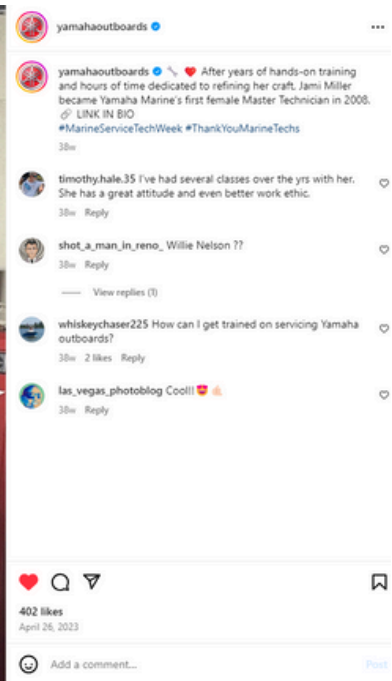 yamahaoutboards
yamahaoutboards 🔧 ❤️ After years of hands-on training
and hours of time dedicated to refining her craft, Jami Miller
became Yamaha Marine's first female Master Technician in 2008.
🔗 LINK IN BIO
#MarineServiceTechWeek #ThankYouMarineTechs
38w
timothy.hale.35 I've had several classes over the yrs with her.
She has a great attitude and even better work ethic.
38w Reply
shot_a_man_in_reno_ Willie Nelson ??
38w Reply
View replies (1)
whiskeychaser225 How can I get trained on servicing Yamaha
outboards?
38w 2 likes Reply
las_vegas_photoblog Cool!! 😍 🤙🏻
38w Reply
402 likes
April 26, 2023
Add a comment...
Post